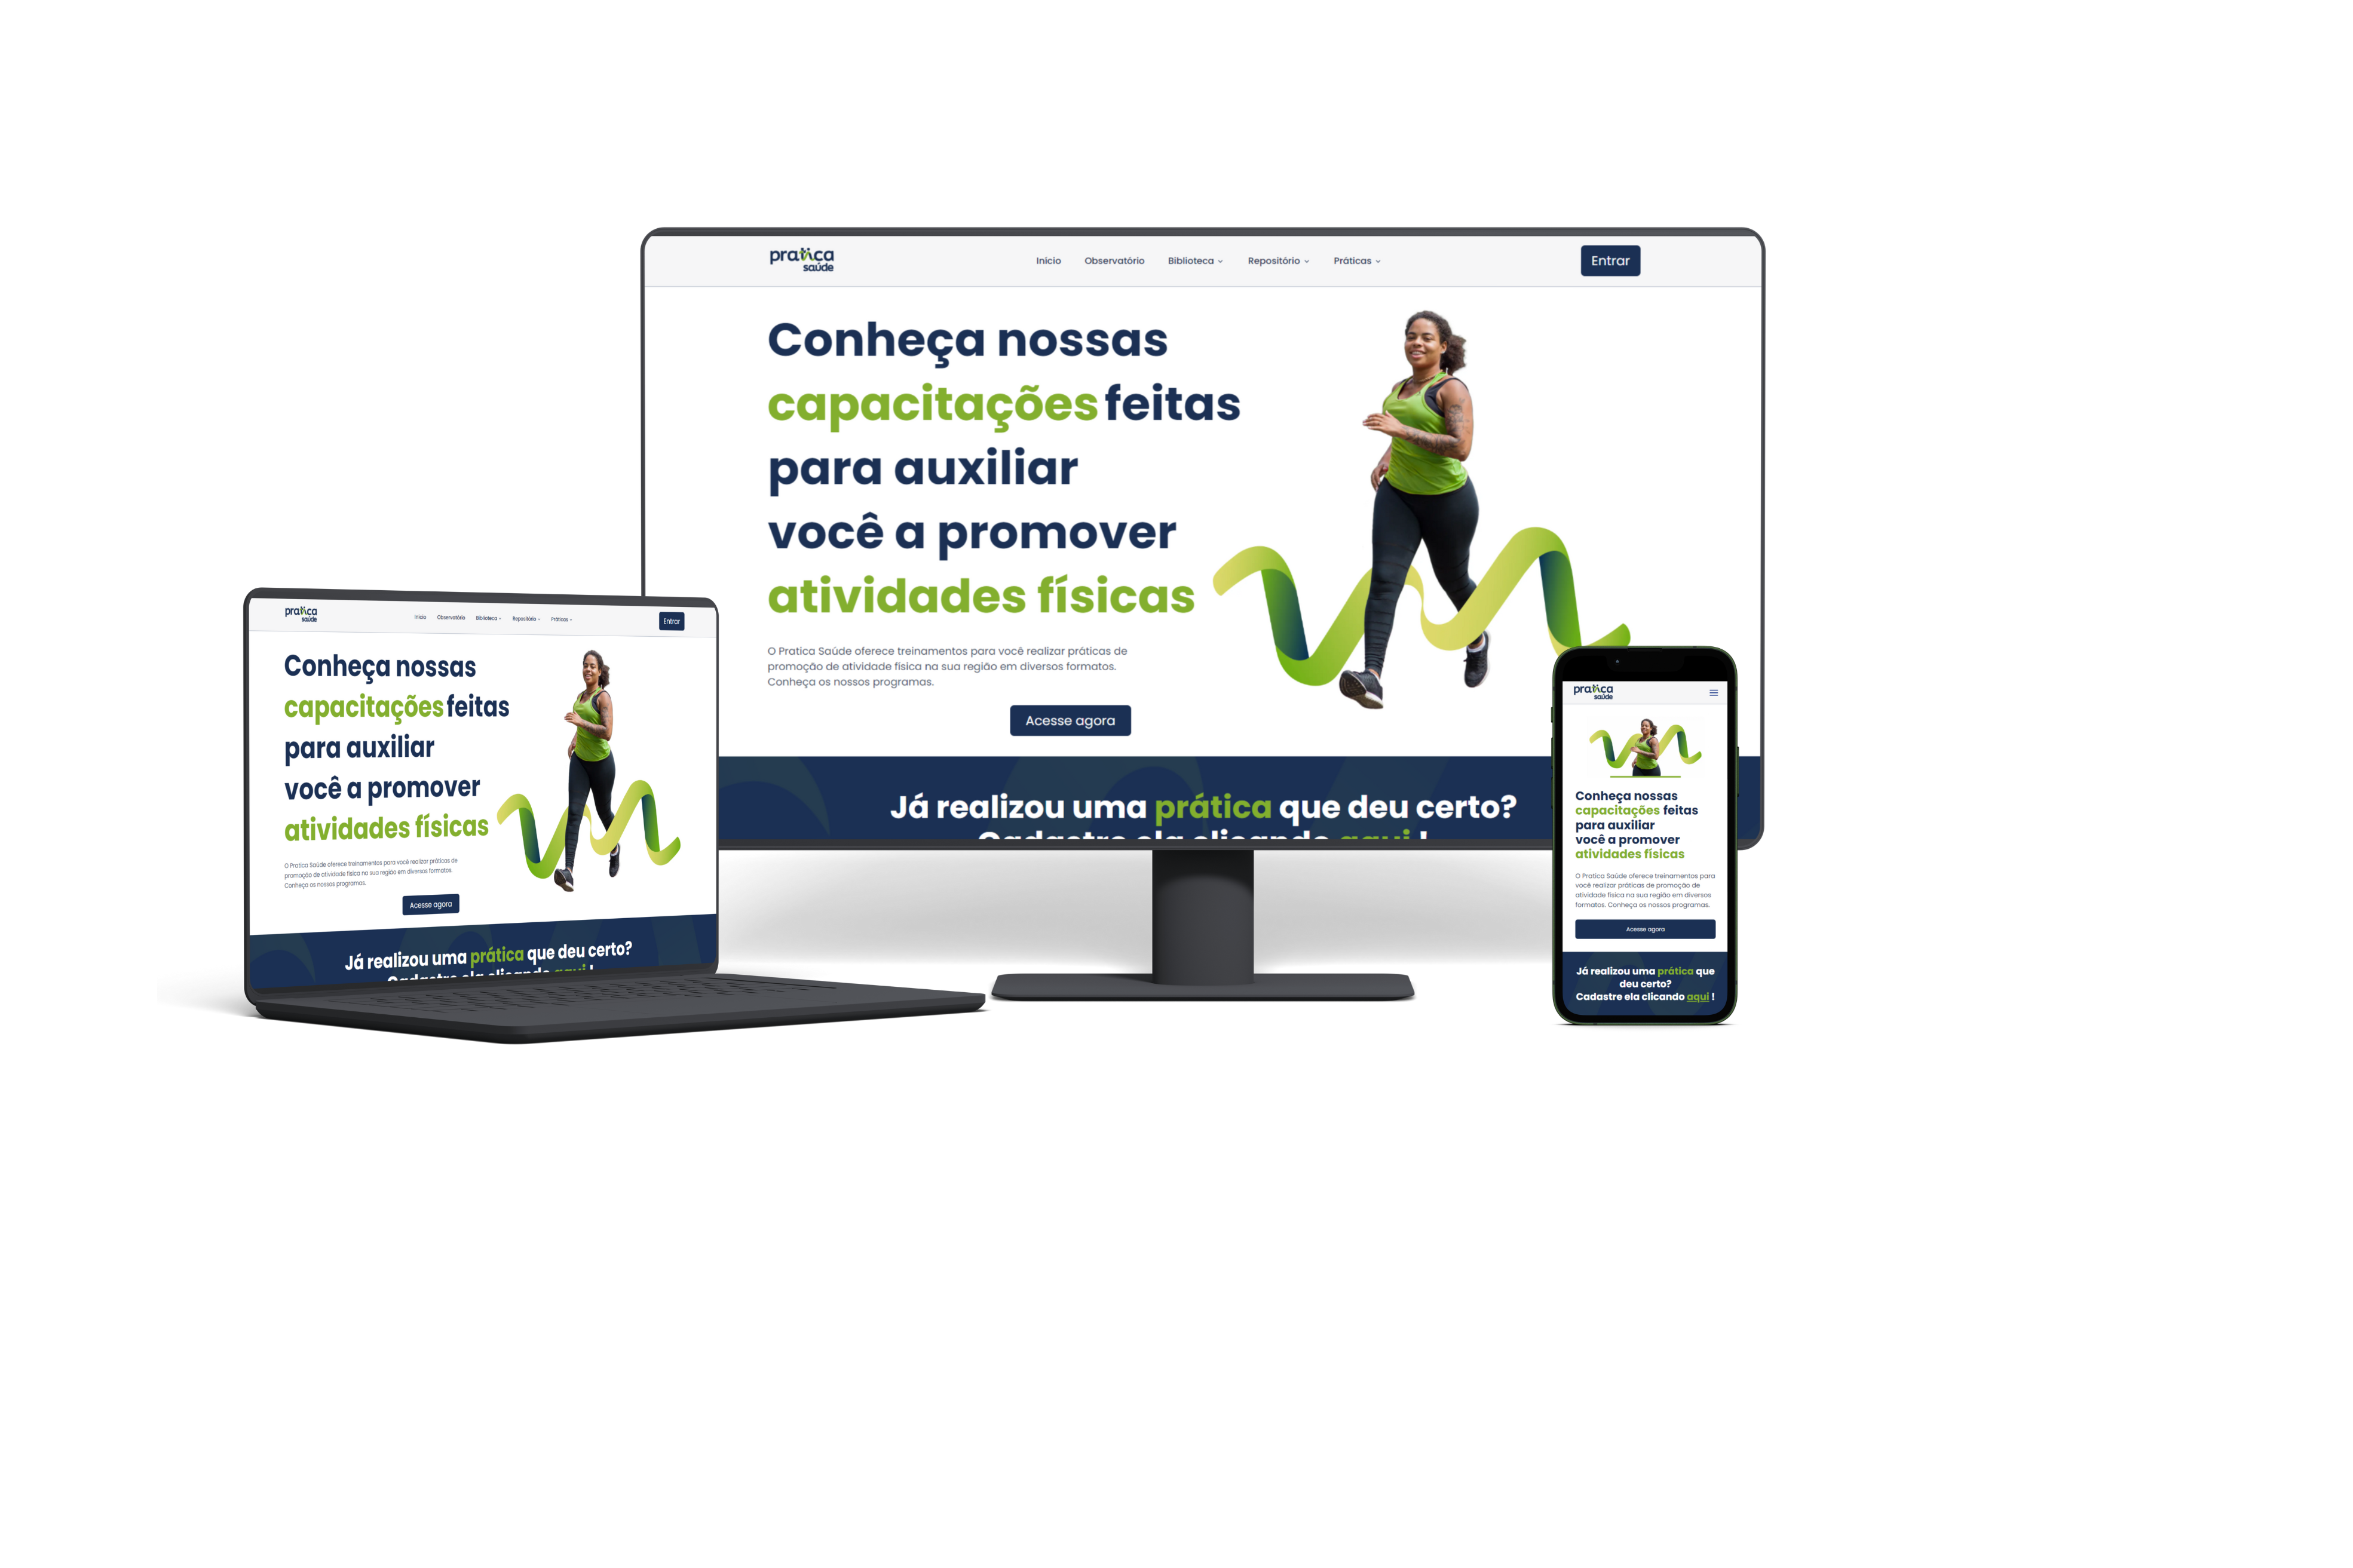 pratica
saúde
Inicio Observatório Biblioteca Repositório Práticas
Entrar
Conheça nossas
capacitações feitas
para auxiliar
você a promover
atividades físicas
O Pratica Saúde oferece treinamentos para você realizar práticas de
promoção de atividade física na sua região em diversos formatos.
Conheça os nossos programas.
Acesse agora
Já realizou uma prática que deu certo?
Cadastre ela clicando aqui !
pratica
saúde
Inicio Observatório Biblioteca Repositório Práticas
Entrar
Conheça nossas
capacitações feitas
para auxiliar
você a promover
atividades físicas
O Pratica Saúde oferece treinamentos para você realizar práticas de
promoção de atividade física na sua região em diversos formatos.
Conheça os nossos programas.
Acesse agora
Já realizou uma prática que deu certo?
Cadastre ela clicando aqui !
pratica
saúde
Conheça nossas
capacitações feitas
para auxiliar
você a promover
atividades físicas
O Pratica Saúde oferece treinamentos para
você realizar práticas de promoção de
atividade física na sua região em diversos
formatos. Conheça os nossos programas.
Acesse agora
Já realizou uma prática que
deu certo?
Cadastre ela clicando aqui !